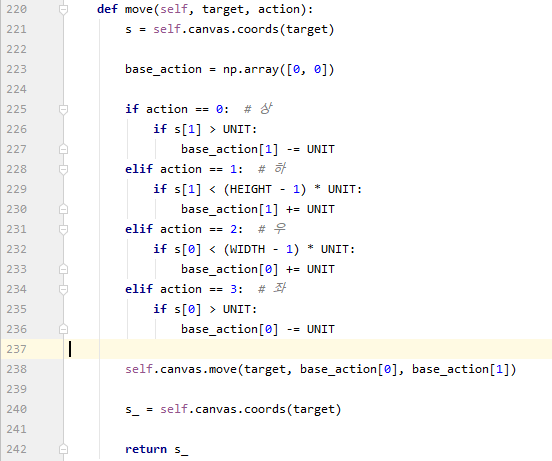 220 def move(self, target, action):
221 s = self.canvas.coords(target)
222
223 base_action = np.array([0, 0])
224
225 if action == 0:  # 상
226 if s[1] > UNIT:
227 base_action[1] -= UNIT
228 elif action == 1:  # 하
229 if s[1] < (HEIGHT - 1) * UNIT:
230 base_action[1] += UNIT
231 elif action == 2:  # 우
232 if s[0] < (WIDTH - 1) * UNIT:
233 base_action[0] += UNIT
234 elif action == 3:  # 좌
235 if s[0] > UNIT:
236 base_action[0] -= UNIT
237
238 self.canvas.move(target, base_action[0], base_action[1])
239
240 s_ = self.canvas.coords(target)
241
242 return s_